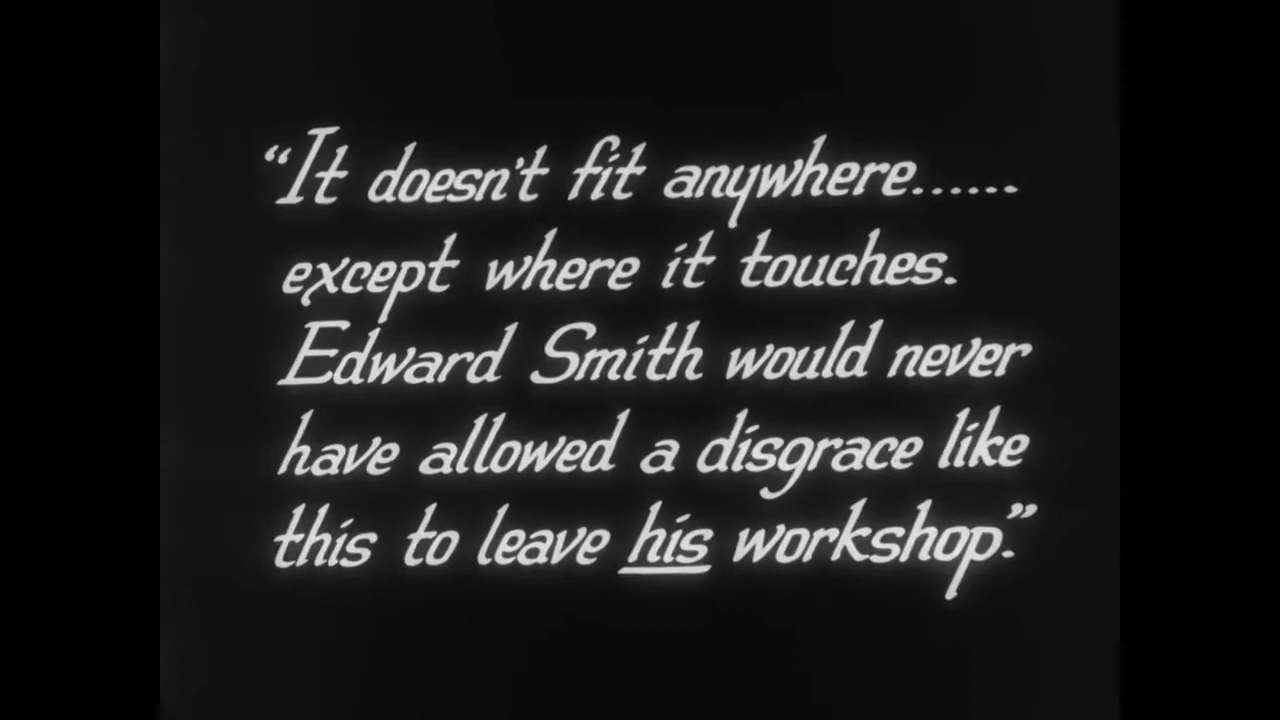 “It doesn't fit anywhere......
except where it touches.
Edward Smith would never
have allowed a disgrace like
this to leave his workshop.”